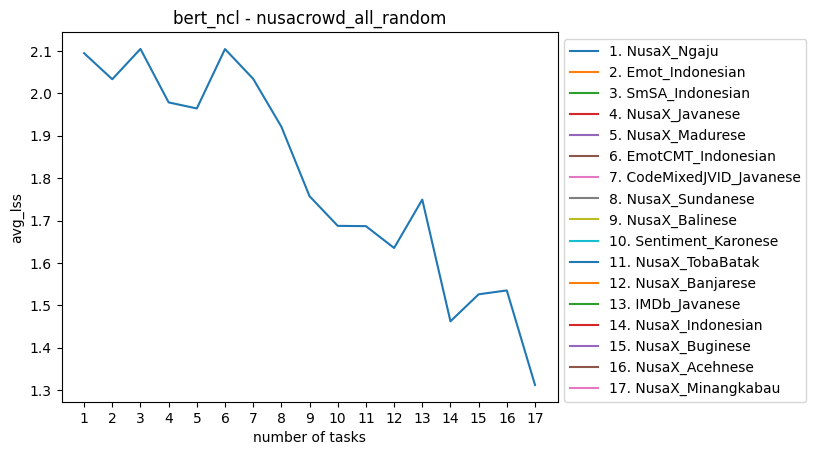 bert_ncl - nusacrowd_all_random
avg_lss
2.1
2.0
1.9
1.8
1.7
1.6
1.5
1.4
1.3
1 2 3 4 5 6 7 8 9 10 11 12 13 14 15 16 17
number of tasks
1. NusaX_Ngaju
2. Emot_Indonesian
3. SmSA_Indonesian
4. NusaX_Javanese
5. NusaX_Madurese
6. EmotCMT_Indonesian
7. CodeMixedJVID_Javanese
8. NusaX_Sundanese
9. NusaX_Balinese
10. Sentiment_Karonese
11. NusaX_TobaBatak
12. NusaX_Banjarese
13. IMDb_Javanese
14. NusaX_Indonesian
15. NusaX_Buginese
16. NusaX_Acehnese
17. NusaX_Minangkabau